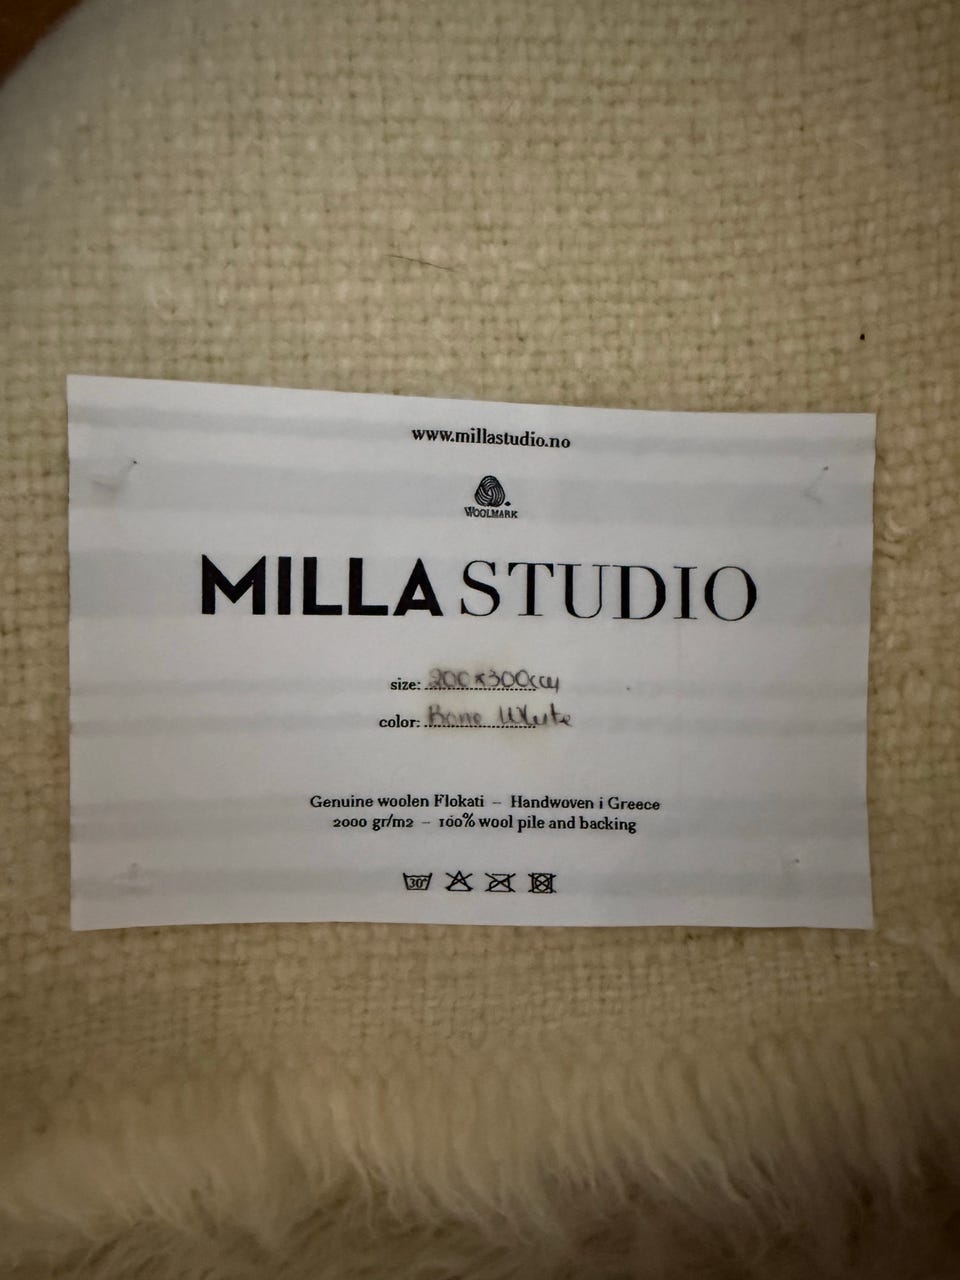 www.millastudio.no
WOOLMARK
MILLA STUDIO
size: 200x300cm
color: Bone White
Genuine woolen Flokati – Handwoven i Greece
2000 gr/m2 – 100% wool pile and backing
30°